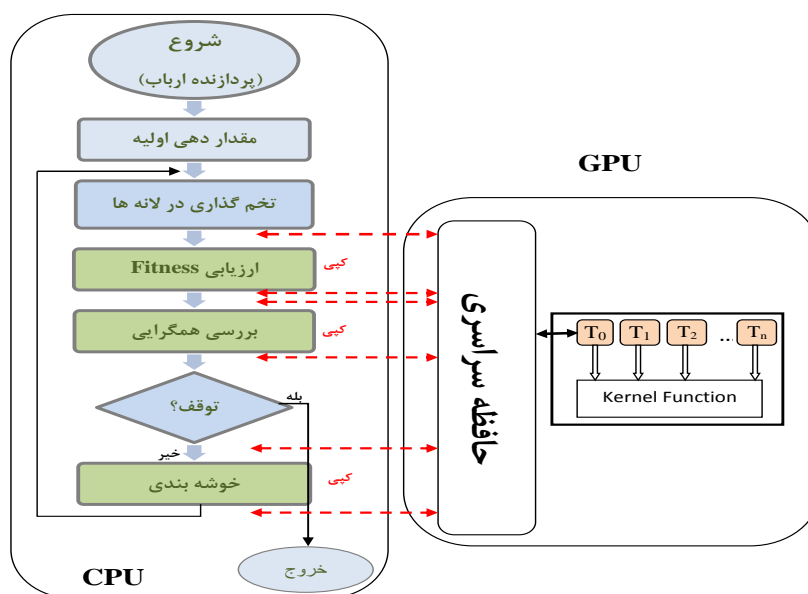 شروع
(پردازنده ارباب)
مقدار دهی اولیه
تخم گذاری در لانه ها
ارزیابی Fitness
کپی
بررسی همگرایی
کپی
توقف؟
بله
خیر
خوشه بندی
کپی
خروج
CPU
GPU
حافظه سراسری
T0 T1 T2 ... Tn
Kernel Function